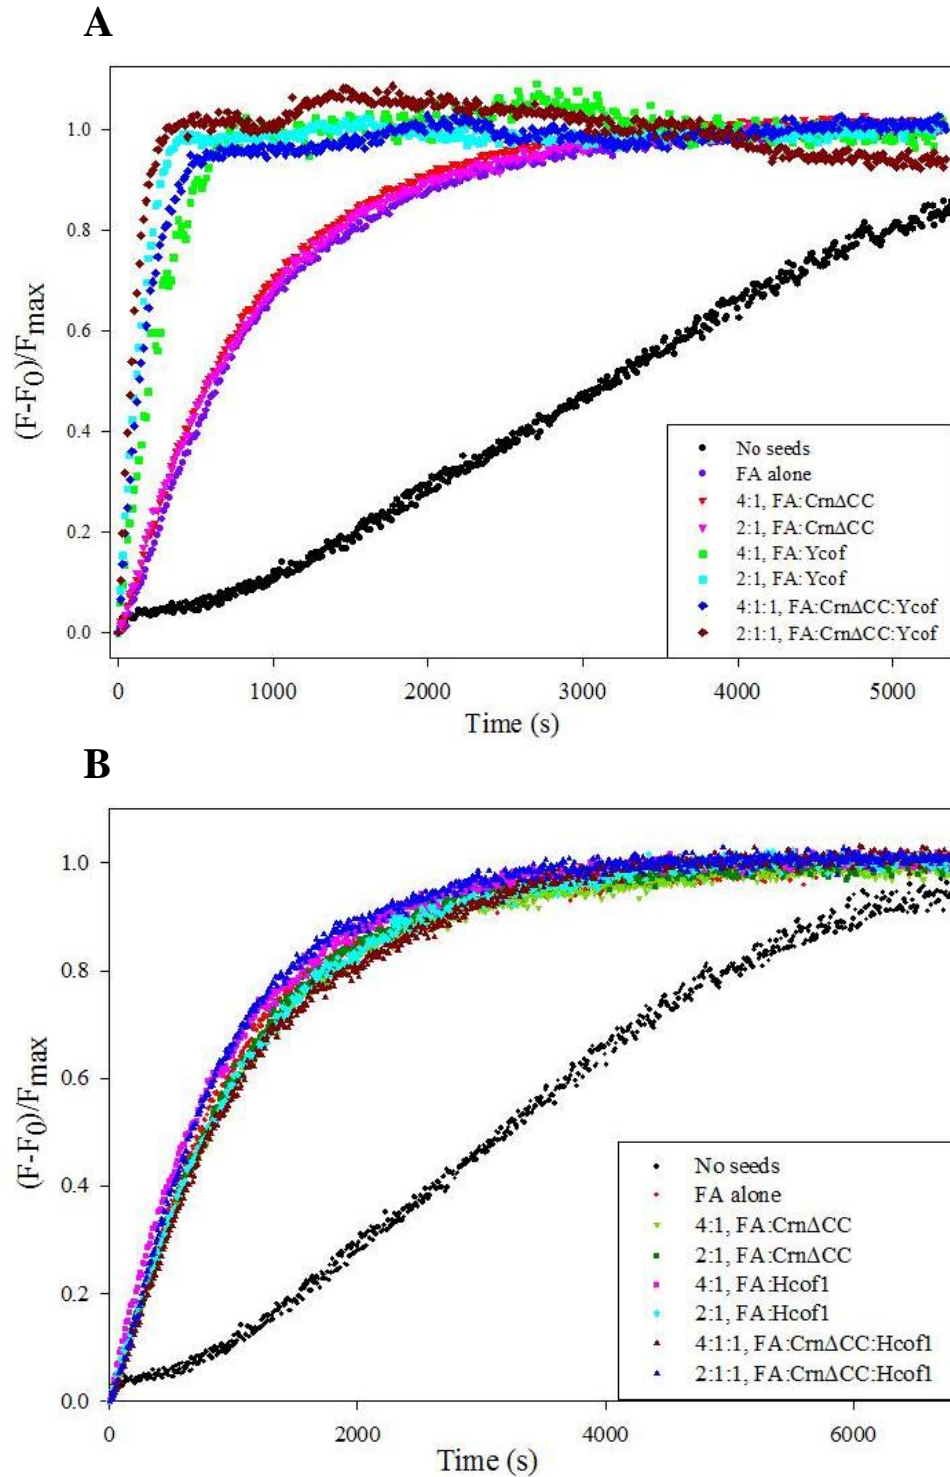 A
(F-F0)/Fmax
1.0
0.8
0.6
0.4
0.2
0.0
No seeds
FA alone
4:1, FA:CrnΔCC
2:1, FA:CrnΔCC
4:1, FA:Ycof
2:1, FA:Ycof
4:1:1, FA:CrnΔCC:Ycof
2:1:1, FA:CrnΔCC:Ycof
0 1000 2000 3000 4000 5000
Time (s)
B
(F-F0)/Fmax
1.0
0.8
0.6
0.4
0.2
0.0
No seeds
FA alone
4:1, FA:CrnΔCC
2:1, FA:CrnΔCC
4:1, FA:Hcof1
2:1, FA:Hcof1
4:1:1, FA:CrnΔCC:Hcof1
2:1:1, FA:CrnΔCC:Hcof1
0 2000 4000 6000
Time (s)